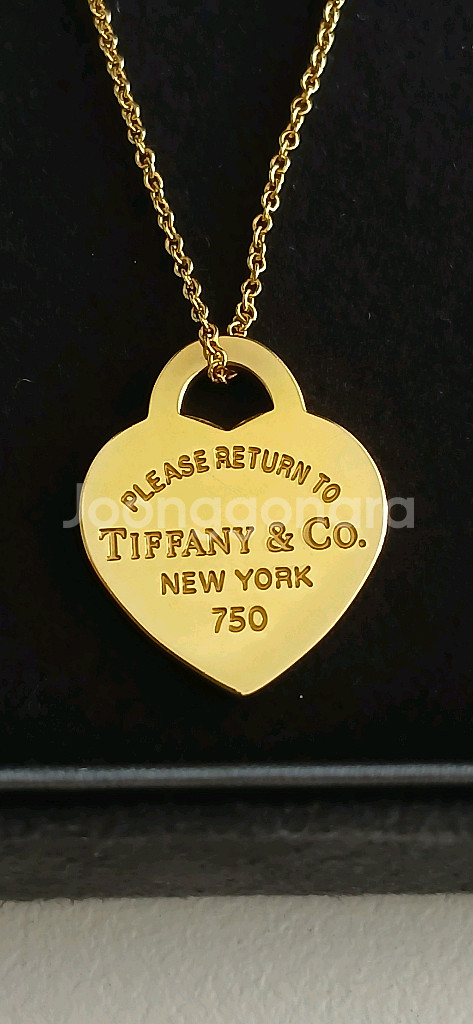 PLEASE RETURN TO
Joonggonara
TIFFANY & CO.
NEW YORK
750